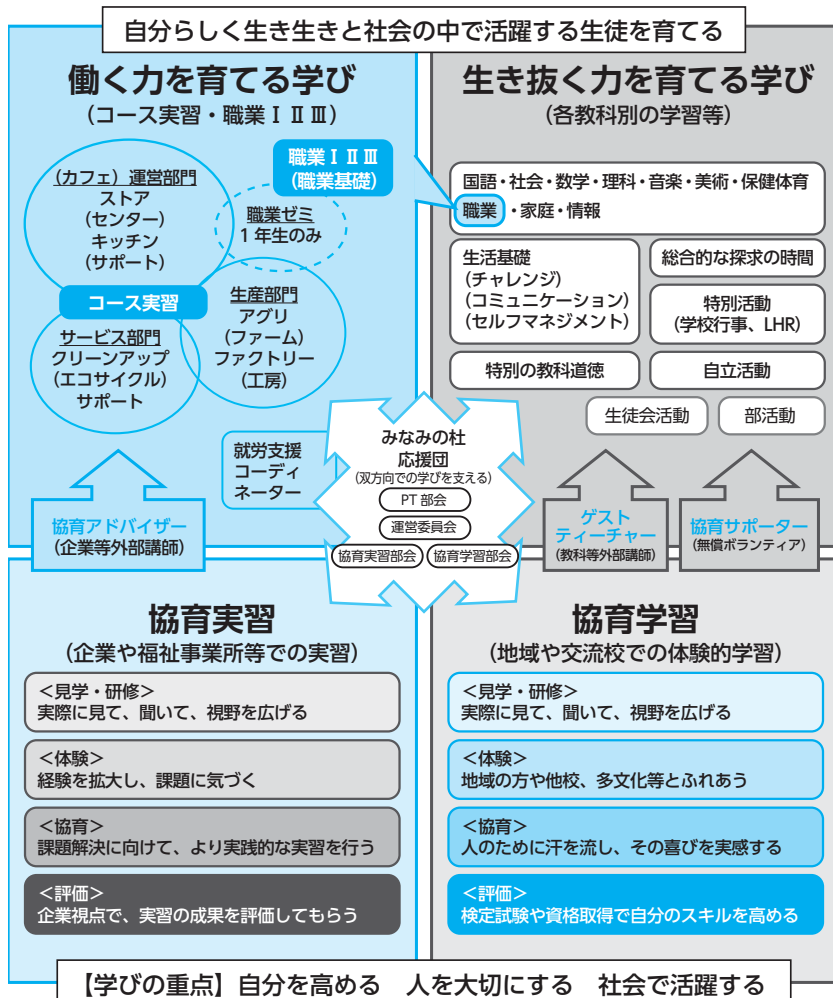 自分らしく生き生きと社会の中で活躍する生徒を育てる
働く力を育てる学び
(コース実習・職業ⅠⅡⅢ)
職業ⅠⅡⅢ
(職業基礎)
(カフェ)運営部門
ストア
(センター)
キッチン
(サポート)
職業ゼミ
1年生のみ
コース実習
生産部門
アグリ
(ファーム)
ファクトリー
(工房)
サービス部門
クリーンアップ
(エコサイクル)
サポート
就労支援
コーディ
ネーター
協育アドバイザー
(企業等外部講師)
生き抜く力を育てる学び
(各教科別の学習等)
国語・社会・数学・理科・音楽・美術・保健体育
職業・家庭・情報
生活基礎
(チャレンジ)
(コミュニケーション)
(セルフマネジメント)
総合的な探求の時間
特別活動
(学校行事、LHR)
特別の教科道徳
自立活動
生徒会活動
部活動
ゲスト
ティーチャー
(教科等外部講師)
協育サポーター
(無償ボランティア)
みなみの杜
応援団
(双方向での学びを支える)
PT部会
運営委員会
協育実習部会
協育学習部会
協育実習
(企業や福祉事業所等での実習)
<見学・研修>
実際に見て、聞いて、視野を広げる
<体験>
経験を拡大し、課題に気づく
<協育>
課題解決に向けて、より実践的な実習を行う
<評価>
企業視点で、実習の成果を評価してもらう
協育学習
(地域や交流校での体験的学習)
<見学・研修>
実際に見て、聞いて、視野を広げる
<体験>
地域の方や他校、多文化等とふれあう
<協育>
人のために汗を流し、その喜びを実感する
<評価>
検定試験や資格取得で自分のスキルを高める
【学びの重点】自分を高める 人を大切にする 社会で活躍する